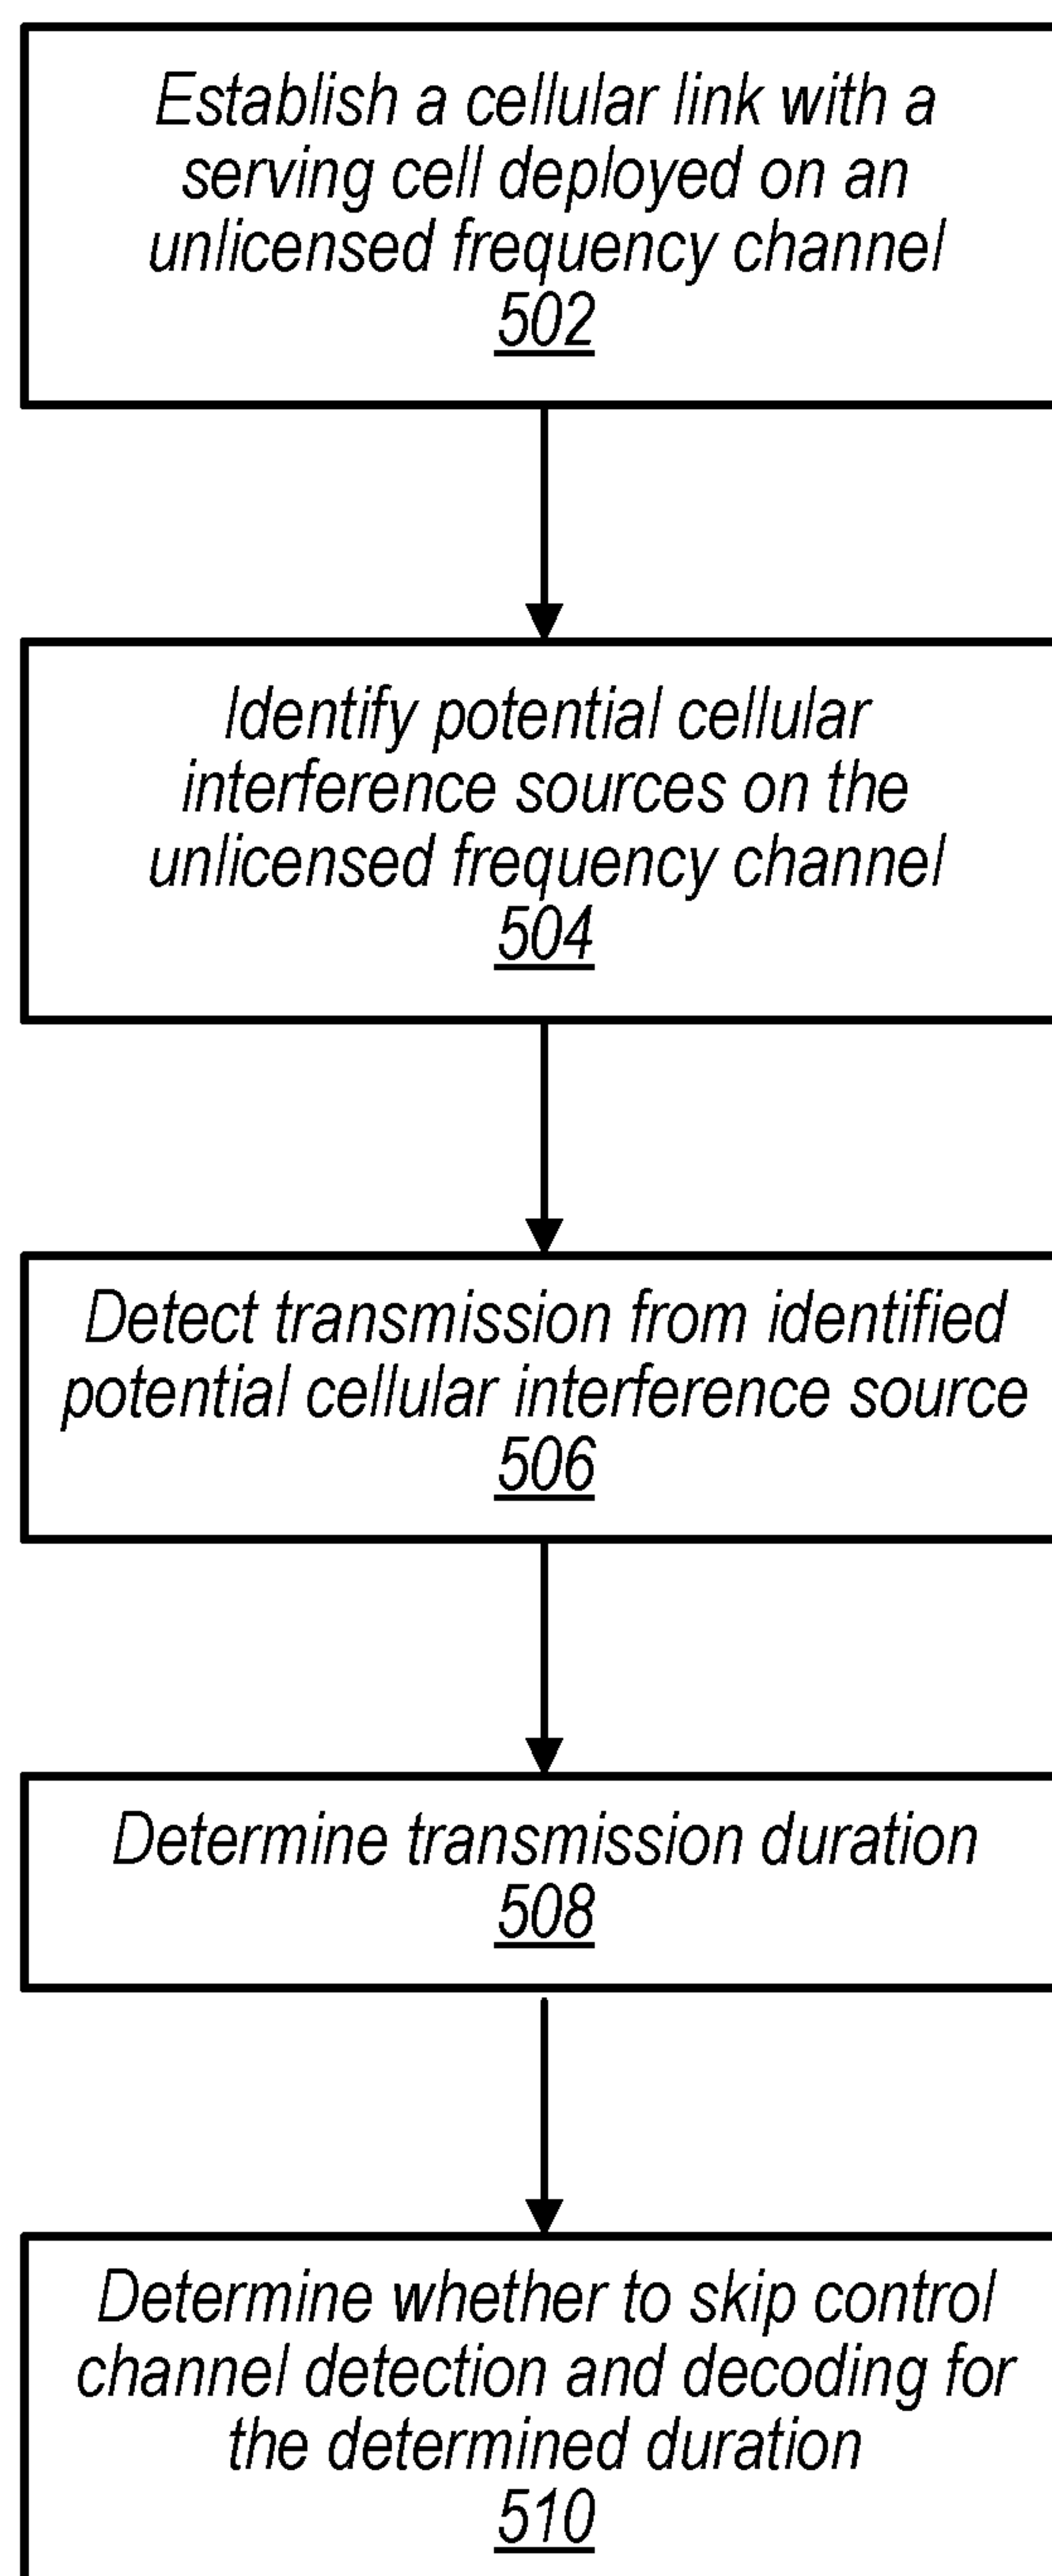 Establish a cellular link with a
serving cell deployed on an
unlicensed frequency channel
502
Identify potential cellular
interference sources on the
unlicensed frequency channel
504
Detect transmission from identified
potential cellular interference source
506
Determine transmission duration
508
Determine whether to skip control
channel detection and decoding for
the determined duration
510